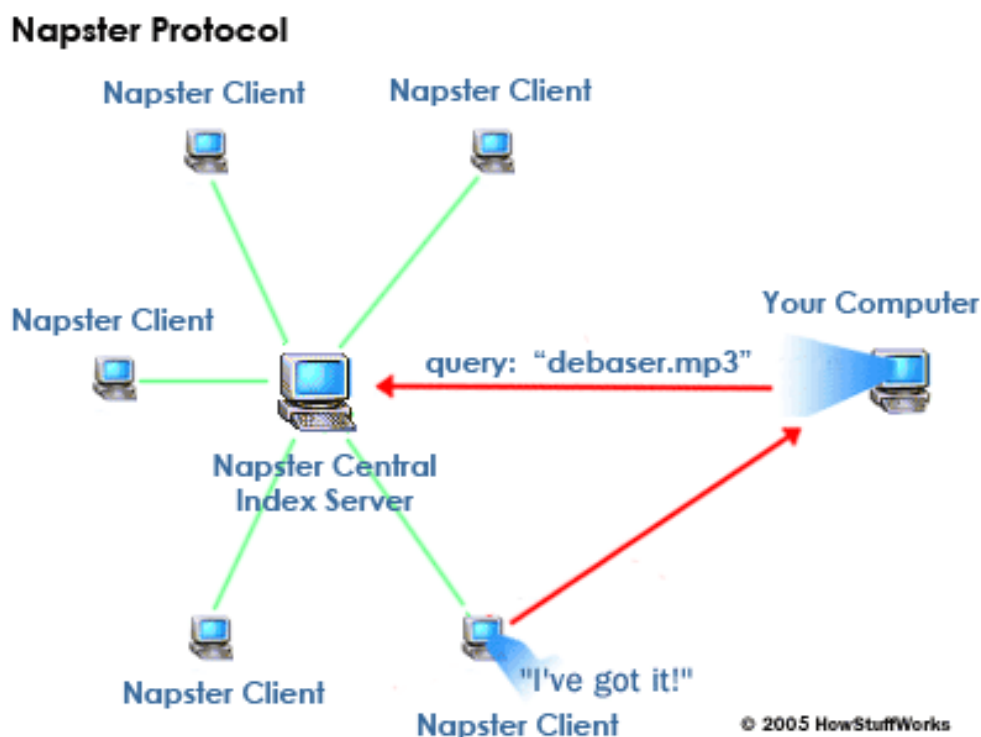 Napster Protocol
Napster Client
Napster Client
Your Computer
Napster Client
query: “debaser.mp3”
Napster Central
Index Server
"I've got it!"
Napster Client
Napster Client
© 2005 HowStuffWorks